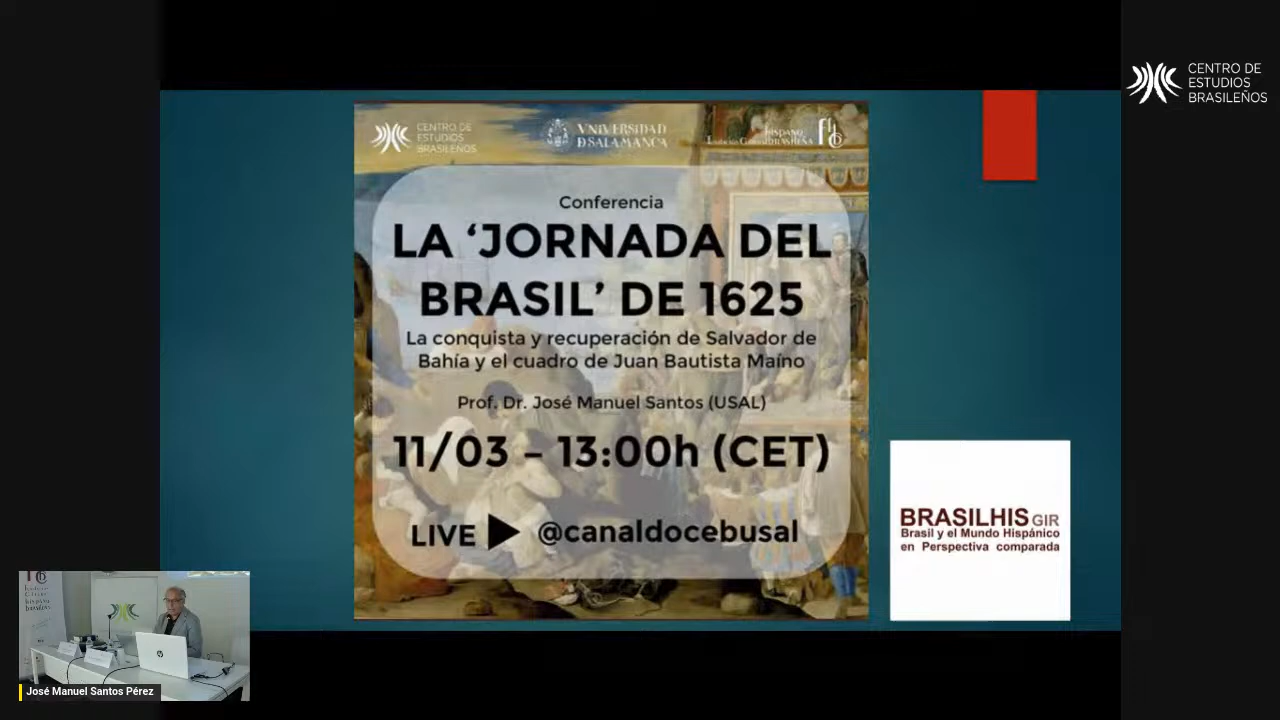 CENTRO DE
ESTUDIOS
BRASILEÑOS
CENTRO DE
ESTUDIOS
BRASILEÑOS
VNIVERSIDAD
D SALAMANCA
Conferencia
LA ‘JORNADA DEL
BRASIL’ DE 1625
La conquista y recuperación de Salvador de
Bahía y el cuadro de Juan Bautista Maíno
Prof. Dr. José Manuel Santos (USAL)
11/03 – 13:00h (CET)
LIVE @canaldocebusal
BRASILHIS GIR
Brasil y el Mundo Hispánico
en Perspectiva comparada
José Manuel Santos Pérez